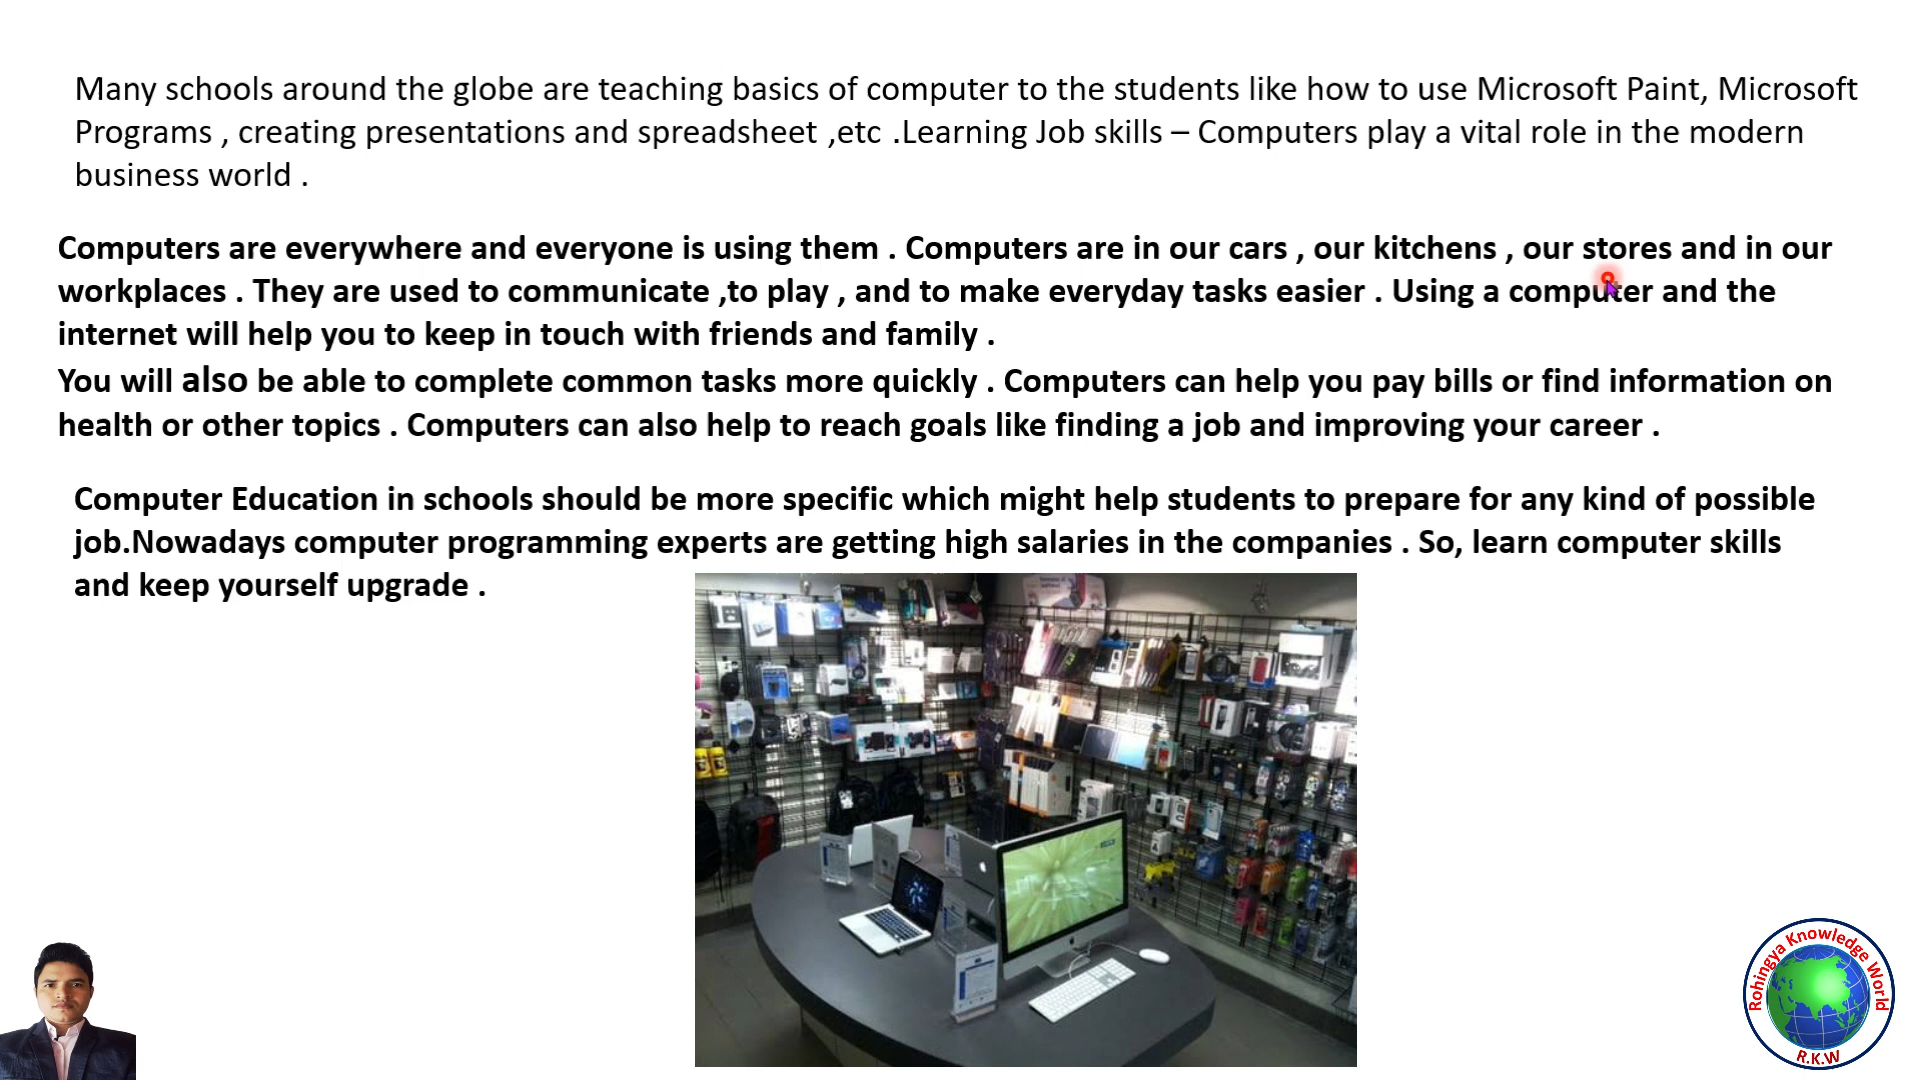 Many schools around the globe are teaching basics of computer to the students like how to use Microsoft Paint, Microsoft
Programs , creating presentations and spreadsheet ,etc .Learning Job skills – Computers play a vital role in the modern
business world .
Computers are everywhere and everyone is using them . Computers are in our cars , our kitchens , our stores and in our
workplaces . They are used to communicate ,to play , and to make everyday tasks easier . Using a computer and the
internet will help you to keep in touch with friends and family .
You will also be able to complete common tasks more quickly . Computers can help you pay bills or find information on
health or other topics . Computers can also help to reach goals like finding a job and improving your career .
Computer Education in schools should be more specific which might help students to prepare for any kind of possible
job.Nowadays computer programming experts are getting high salaries in the companies . So, learn computer skills
and keep yourself upgrade .
Rohingya Knowledge World
R.K.W